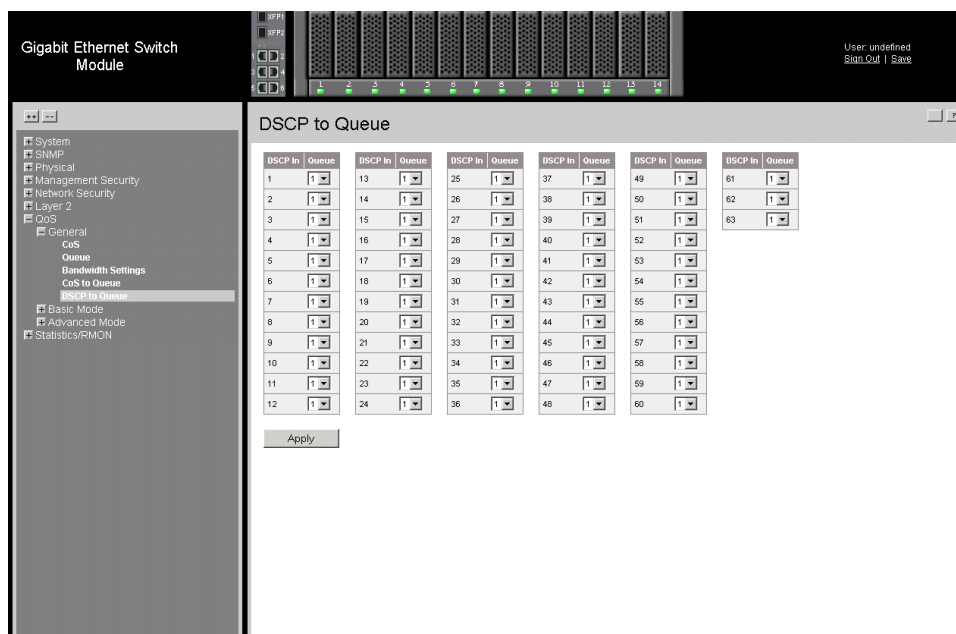 Gigabit Ethernet Switch
Module
XFP1
XFP2
1 2
3 4
5 6
1 2 3 4 5 6 7 8 9 10 11 12 13 14
User: undefined
Sign Out | Save
++ --
System
SNMP
Physical
Management Security
Network Security
Layer 2
QoS
General
CoS
Queue
Bandwidth Settings
CoS to Queue
DSCP to Queue
Basic Mode
Advanced Mode
Statistics/RMON
DSCP to Queue
?
DSCP In Queue DSCP In Queue DSCP In Queue DSCP In Queue DSCP In Queue DSCP In Queue
1 1 13 1 25 1 37 1 49 1 61 1
2 1 14 1 26 1 38 1 50 1 62 1
3 1 15 1 27 1 39 1 51 1 63 1
4 1 16 1 28 1 40 1 52 1
5 1 17 1 29 1 41 1 53 1
6 1 18 1 30 1 42 1 54 1
7 1 19 1 31 1 43 1 55 1
8 1 20 1 32 1 44 1 56 1
9 1 21 1 33 1 45 1 57 1
10 1 22 1 34 1 46 1 58 1
11 1 23 1 35 1 47 1 59 1
12 1 24 1 36 1 48 1 60 1
Apply